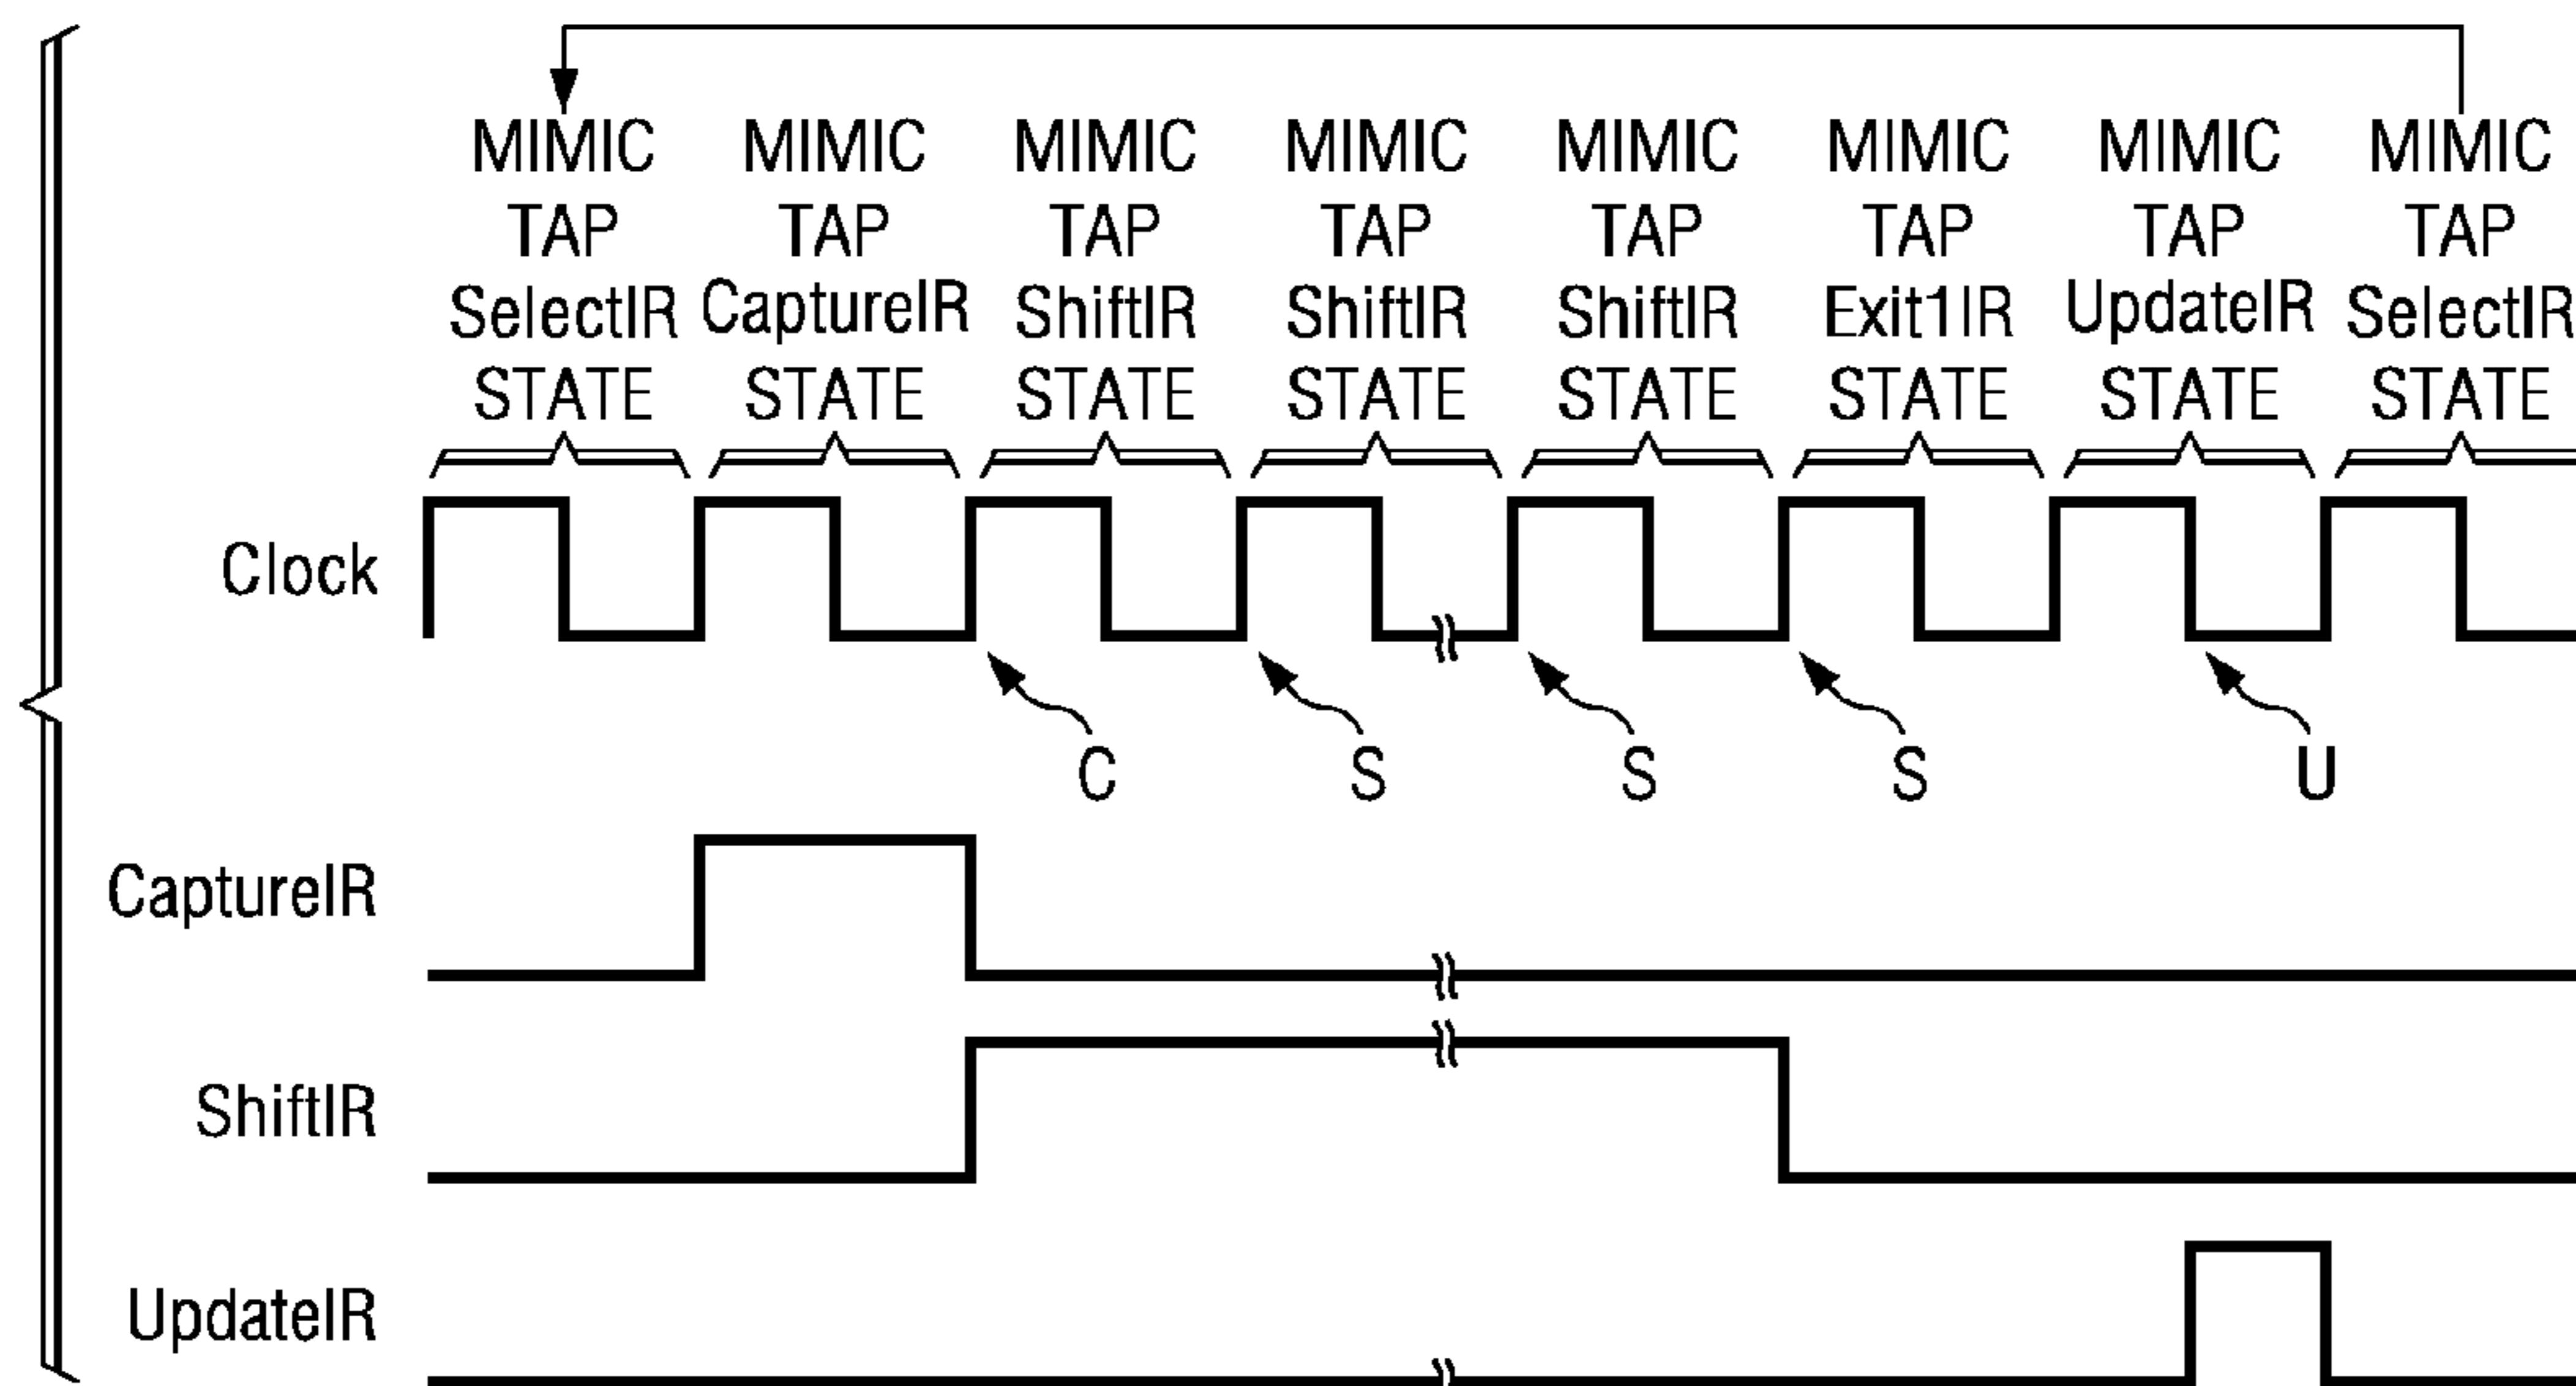 MIMIC MIMIC MIMIC MIMIC MIMIC MIMIC MIMIC MIMIC
TAP TAP TAP TAP TAP TAP TAP TAP
SelectIR CaptureIR ShiftIR ShiftIR ShiftIR Exit1IR UpdateIR SelectIR
STATE STATE STATE STATE STATE STATE STATE STATE
Clock
C S S S U
CaptureIR
ShiftIR
UpdateIR